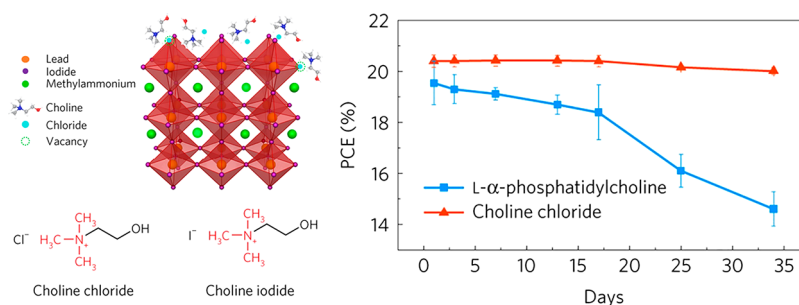 Lead
Iodide
Methylammonium
Choline
Chloride
Vacancy
Cl⁻
H₃C
CH₃
N⁺
CH₃
OH
Choline chloride
I⁻
H₃C
CH₃
N⁺
CH₃
OH
Choline iodide
PCE (%)
22
20
18
16
14
L-α-phosphatidylcholine
Choline chloride
0 5 10 15 20 25 30 35
Days